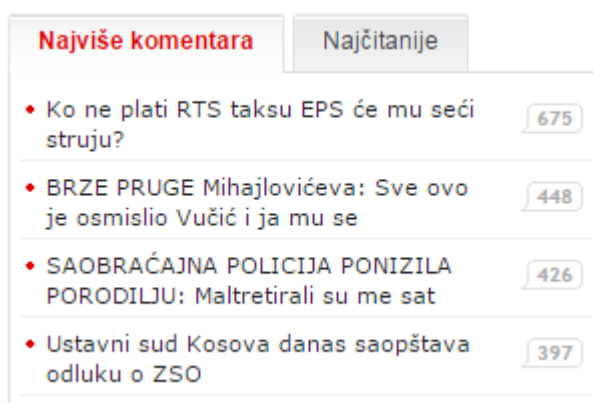 Najviše komentara
Najčitanije
Ko ne plati RTS taksu EPS će mu seći
struju?
675
BRZE PRUGE Mihajlovićeva: Sve ovo
je osmislio Vučić i ja mu se
448
SAOBRAĆAJNA POLICIJA PONIZILA
PORODILJU: Maltretirali su me sat
426
Ustavni sud Kosova danas saopštava
odluku o ZSO
397